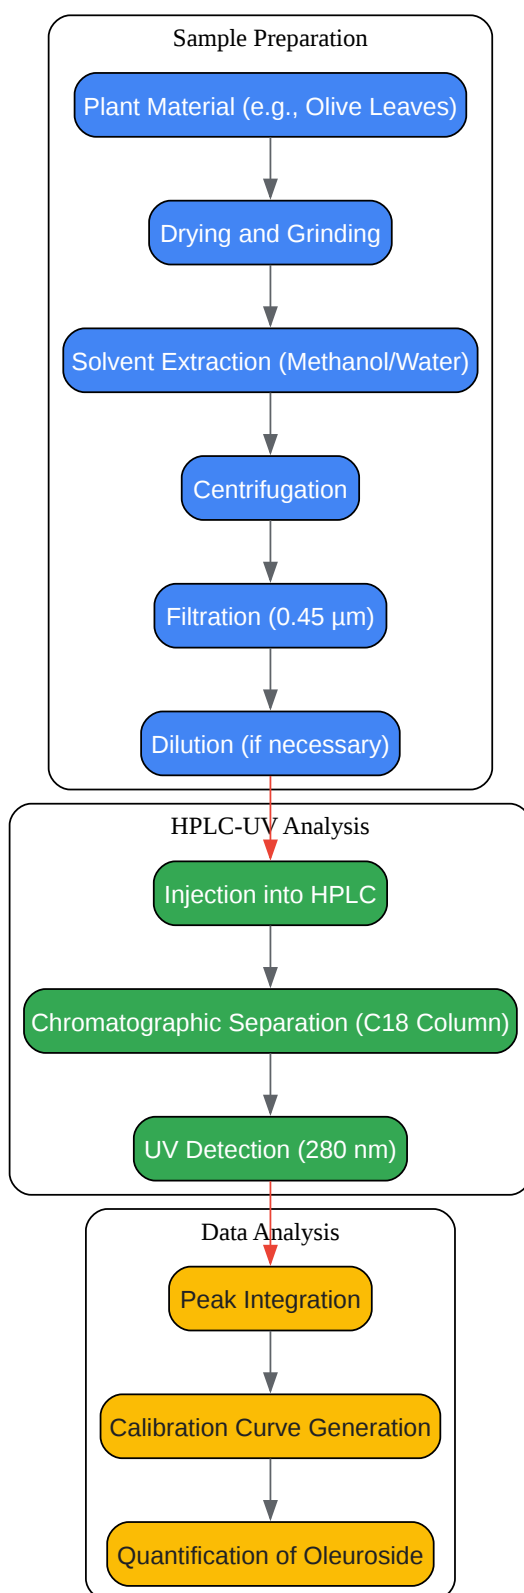 Sample Preparation
Plant Material (e.g., Olive Leaves)
Drying and Grinding
Solvent Extraction (Methanol/Water)
Centrifugation
Filtration (0.45 µm)
Dilution (if necessary)
HPLC-UV Analysis
Injection into HPLC
Chromatographic Separation (C18 Column)
UV Detection (280 nm)
Data Analysis
Peak Integration
Calibration Curve Generation
Quantification of Oleuroside